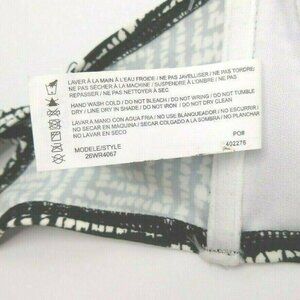 LAVER À LA MAIN À L'EAU FROIDE / NE PAS JAVELLISER / NE PAS TORDRE/
NE PAS SÉCHER À LA MACHINE / SUSPENDRE À L'OMBRE / NE PAS
REPASSER / NE PAS NETTOYER À SEC
HAND WASH COLD / DO NOT BLEACH / DO NOT WRING / DO NOT TUMBLE
DRY / LINE DRY IN SHADE / DO NOT IRON / DO NOT DRY CLEAN
LAVAR A MANO CON AGUA FRIA / NO USE BLANQUEADOR / NO ESCURRIR /
NO SECAR A MAQUINA / SECAR COLGADO A LA SOMBRA / NO PLANCHAR
NO LAVAR EN SECO
MODELE/STYLE
26WR4067
PO#
402276